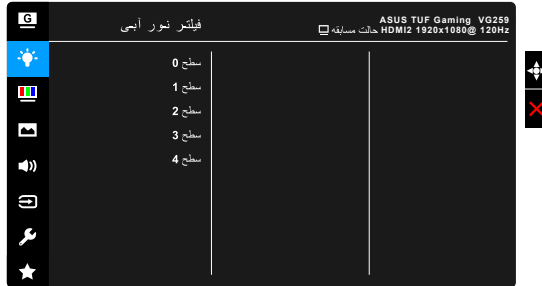 G
فیلتر نور آبی
ASUS TUF Gaming VG259
حالت مسابقه HDMI2 1920x1080@ 120Hz
سطح 0
سطح 1
سطح 2
سطح 3
سطح 4